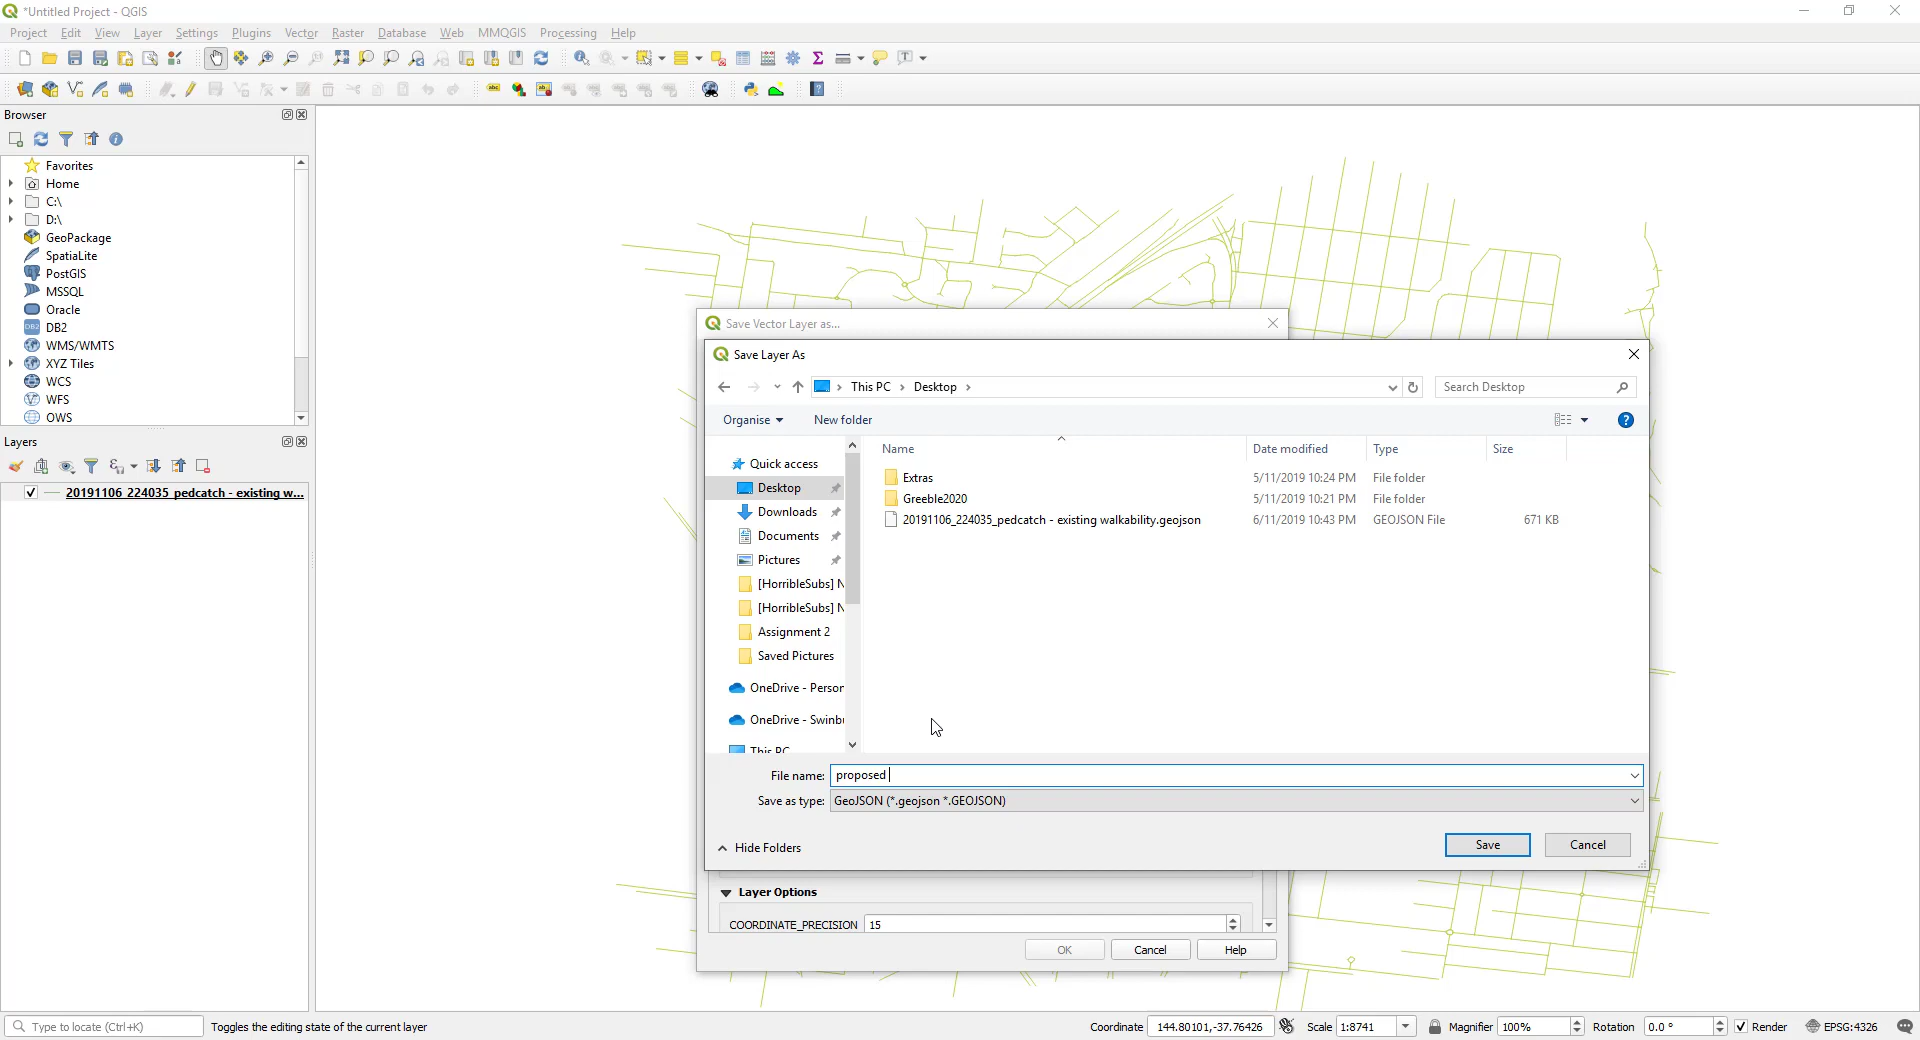 *Untitled Project - QGIS
Project Edit View Layer Settings Plugins Vector Raster Database Web MMQGIS Processing Help
Browser
Favorites
Home
C:\
D:\
GeoPackage
SpatiaLite
PostGIS
MSSQL
Oracle
DB2
WMS/WMTS
XYZ Tiles
WCS
WFS
OWS
Layers
20191106_224035_pedcatch - existing w...
Save Vector Layer as...
Save Layer As
This PC Desktop
Search Desktop
Organise New folder
Name Date modified Type Size
Quick access
Desktop
Downloads
Documents
Pictures
[HorribleSubs] N
[HorribleSubs] N
Assignment 2
Saved Pictures
OneDrive - Person
OneDrive - Swinbu
This PC
Extras 5/11/2019 10:24 PM File folder
Greeble2020 5/11/2019 10:21 PM File folder
20191106_224035_pedcatch - existing walkability.geojson 6/11/2019 10:43 PM GEOJSON File 671 KB
File name: proposed
Save as type: GeoJSON (*.geojson *.GEOJSON)
Hide Folders
Save Cancel
Layer Options
COORDINATE_PRECISION 15
OK Cancel Help
Type to locate (Ctrl+K) Toggles the editing state of the current layer Coordinate 144.80101,-37.76426 Scale 1:8741 Magnifier 100% Rotation 0.0 ° Render EPSG:4326